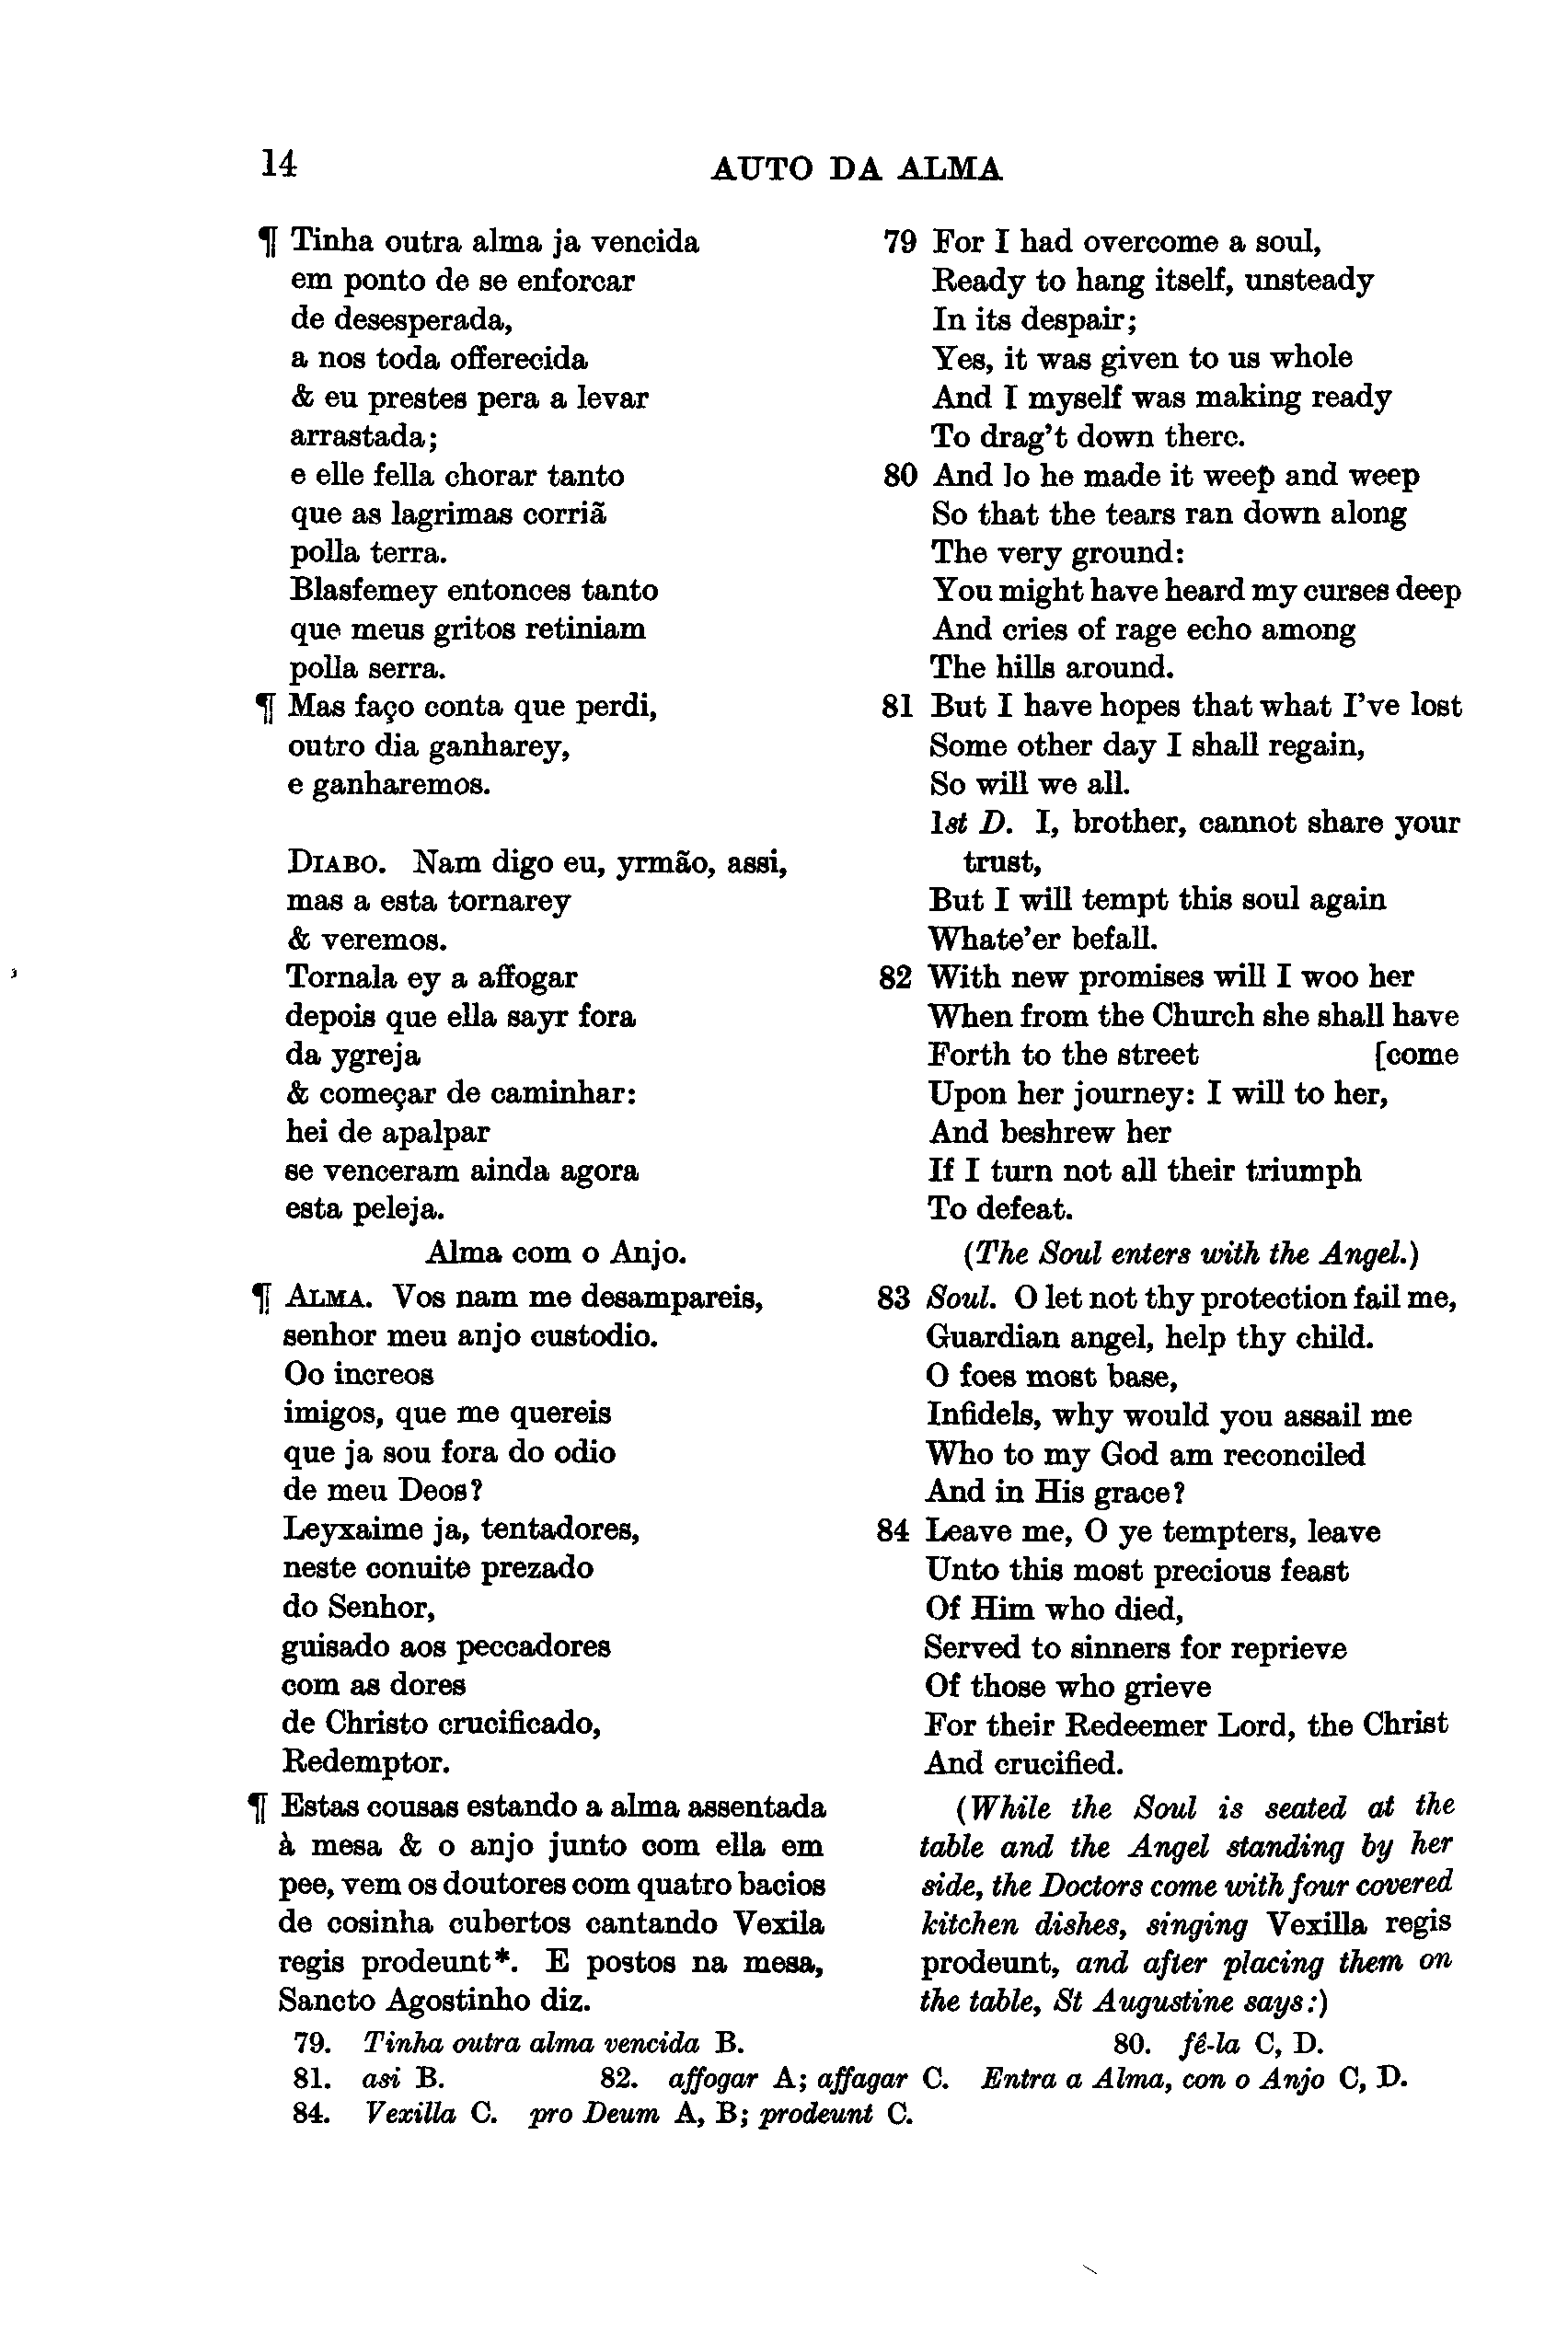 14
AUTO DA ALMA
¶ Tinha outra alma ja vencida
em ponto de se enforcar
de desesperada,
a nos toda offerecida
& eu prestes pera a levar
arrastada;
e elle fella chorar tanto
que as lagrimas corriã
polla terra.
Blasfemey entonces tanto
que meus gritos retiniam
polla serra.
¶ Mas faço conta que perdi,
outro dia ganharey,
e ganharemos.
DIABO. Nam digo eu, yrmão, assi,
mas a esta tornarey
& veremos.
Tornala ey a affogar
depois que ella sayr fora
da ygreja
& começar de caminhar:
hei de apalpar
se venceram ainda agora
esta peleja.
Alma com o Anjo.
¶ ALMA. Vos nam me desampareis,
senhor meu anjo custodio.
Oo increos
imigos, que me quereis
que ja sou fora do odio
de meu Deos?
Leyxaime ja, tentadores,
neste conuite prezado
do Senhor,
guisado aos peccadores
com as dores
de Christo crucificado,
Redemptor.
¶ Estas cousas estando a alma assentada
à mesa & o anjo junto com ella em
pee, vem os doutores com quatro bacios
de cosinha cubertos cantando Vexila
regis prodeunt*. E postos na mesa,
Sancto Agostinho diz.
79 For I had overcome a soul,
Ready to hang itself, unsteady
In its despair;
Yes, it was given to us whole
And I myself was making ready
To drag't down there.
80 And lo he made it weep and weep
So that the tears ran down along
The very ground:
You might have heard my curses deep
And cries of rage echo among
The hills around.
81 But I have hopes that what I've lost
Some other day I shall regain,
So will we all.
1st D. I, brother, cannot share your
trust,
But I will tempt this soul again
Whate'er befall.
82 With new promises will I woo her
When from the Church she shall have
Forth to the street [come
Upon her journey: I will to her,
And beshrew her
If I turn not all their triumph
To defeat.
(The Soul enters with the Angel.)
83 Soul. O let not thy protection fail me,
Guardian angel, help thy child.
O foes most base,
Infidels, why would you assail me
Who to my God am reconciled
And in His grace?
84 Leave me, O ye tempters, leave
Unto this most precious feast
Of Him who died,
Served to sinners for reprieve
Of those who grieve
For their Redeemer Lord, the Christ
And crucified.
(While the Soul is seated at the
table and the Angel standing by her
side, the Doctors come with four covered
kitchen dishes, singing Vexilla regis
prodeunt, and after placing them on
the table, St Augustine says:)
79. Tinha outra alma vencida B. 80. fê-la C, D.
81. asi B. 82. affogar A; affagar C. Entra a Alma, con o Anjo C, D.
84. Vexilla C. pro Deum A, B; prodeunt C.